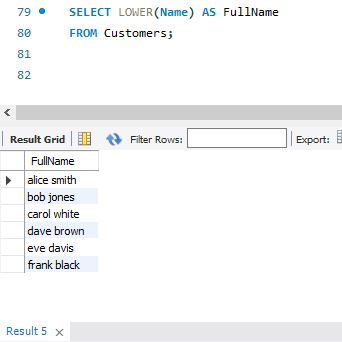 79 SELECT LOWER(Name) AS FullName
80 FROM Customers;
81
82
Result Grid Filter Rows: Export:
FullName
alice smith
bob jones
carol white
dave brown
eve davis
frank black
Result 5 ×